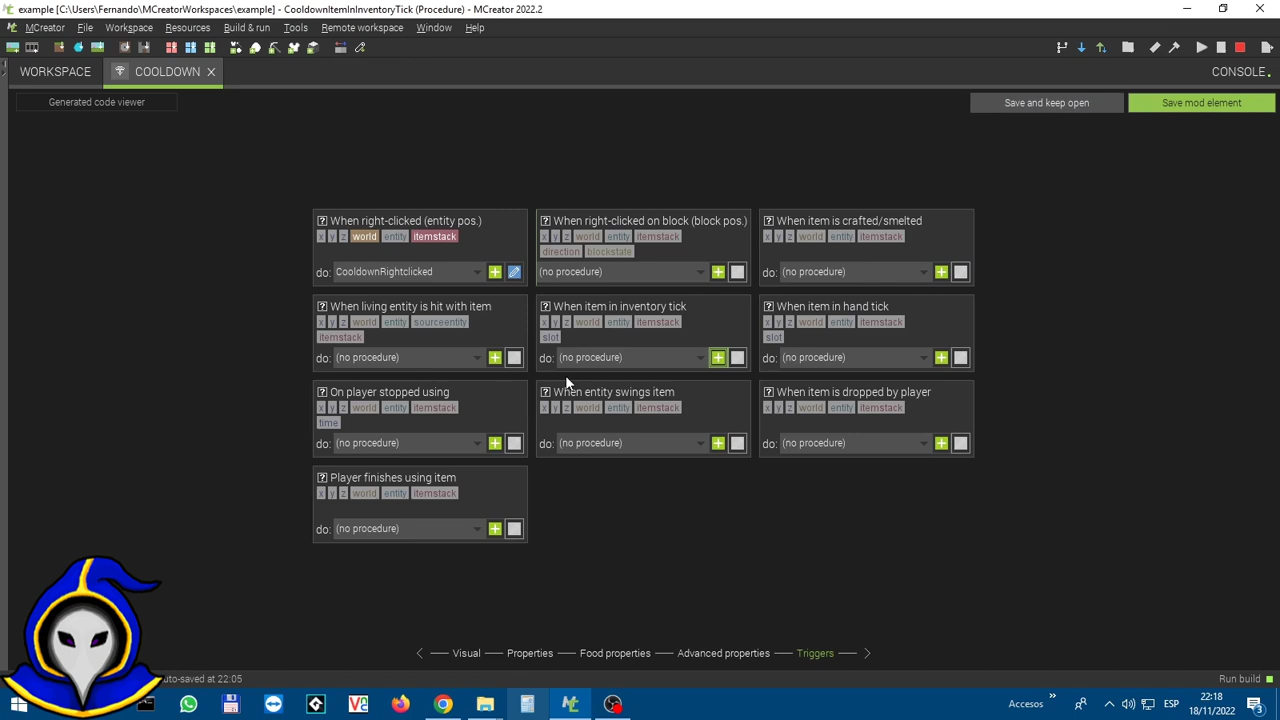 example [C:\Users\Fernando\MCreatorWorkspaces\example] - CooldownItemInInventoryTick (Procedure) - MCreator 2022.2
MCreator File Workspace Resources Build & run Tools Remote workspace Window Help
WORKSPACE COOLDOWN CONSOLE
Generated code viewer Save and keep open Save mod element
When right-clicked (entity pos.)
x y z world entity itemstack
do: CooldownRightclicked
When right-clicked on block (block pos.)
x y z world entity itemstack
direction blockstate
(no procedure)
When item is crafted/smelted
x y z world entity itemstack
do: (no procedure)
When living entity is hit with item
x y z world entity sourceentity
itemstack
do: (no procedure)
When item in inventory tick
x y z world entity itemstack
slot
do: (no procedure)
When item in hand tick
x y z world entity itemstack
slot
do: (no procedure)
On player stopped using
x y z world entity itemstack
time
do: (no procedure)
When entity swings item
x y z world entity itemstack
do: (no procedure)
When item is dropped by player
x y z world entity itemstack
do: (no procedure)
Player finishes using item
x y z world entity itemstack
do: (no procedure)
Visual Properties Food properties Advanced properties Triggers
at 22:05 Run build
Accesos ESP 22:18
18/11/2022